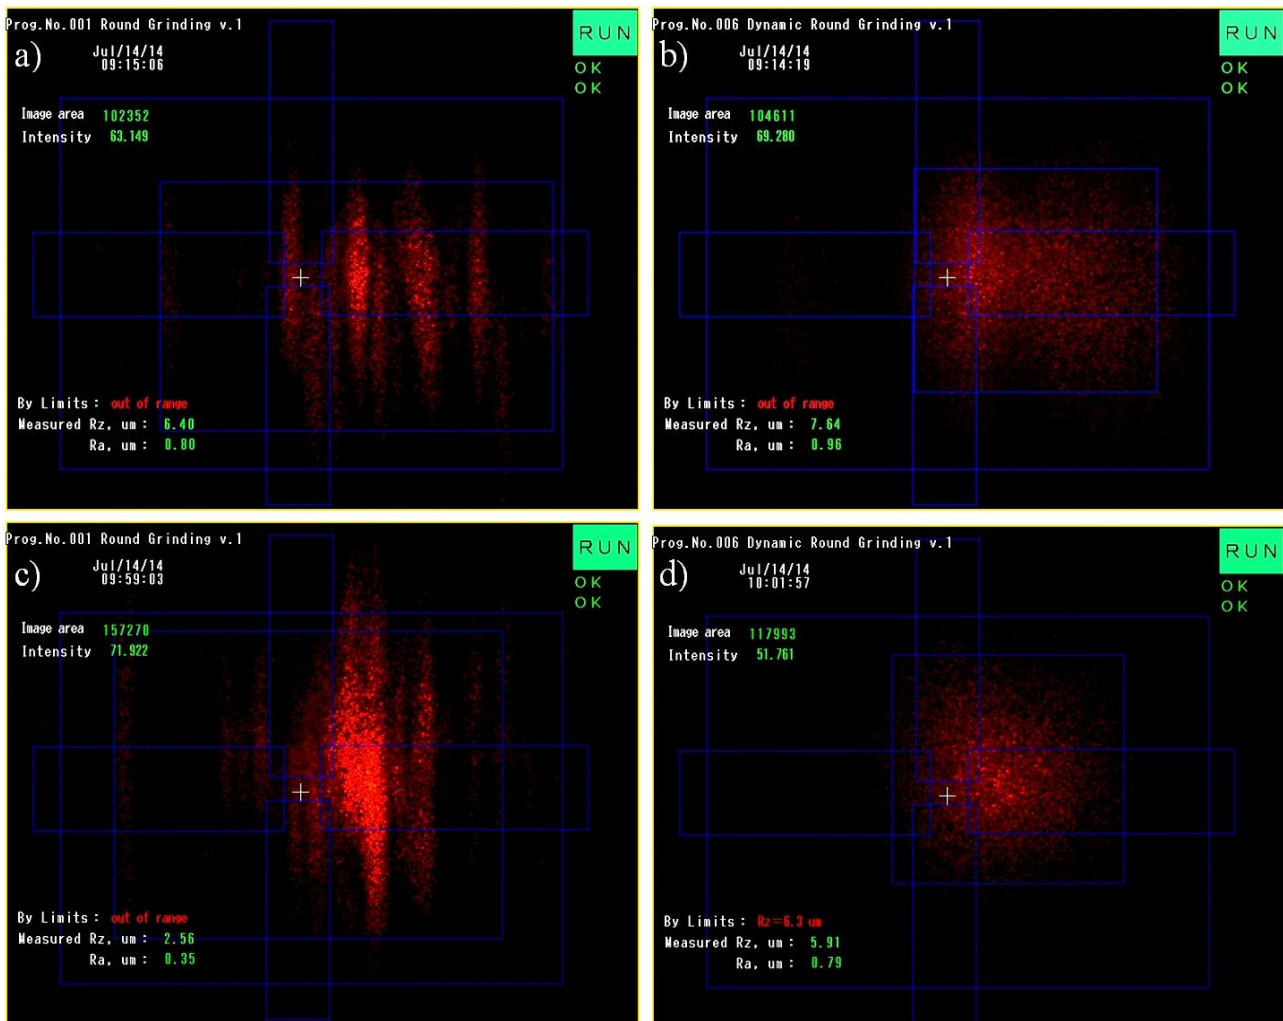 Prog.No.001 Round Grinding v.1
RUN
a)
Jul/14/14
09:15:06
OK
OK
Image area 102352
Intensity 63.149
By Limits : out of range
Measured Rz, um : 6.40
Ra, um : 0.80
Prog.No.006 Dynamic Round Grinding v.1
RUN
b)
Jul/14/14
09:14:19
OK
OK
Image area 104611
Intensity 69.280
By Limits : out of range
Measured Rz, um : 7.64
Ra, um : 0.96
Prog.No.001 Round Grinding v.1
RUN
c)
Jul/14/14
09:59:03
OK
OK
Image area 157270
Intensity 71.922
By Limits : out of range
Measured Rz, um : 2.56
Ra, um : 0.35
Prog.No.006 Dynamic Round Grinding v.1
RUN
d)
Jul/14/14
10:01:57
OK
OK
Image area 117993
Intensity 51.761
By Limits : Rz=6.3 um
Measured Rz, um : 5.91
Ra, um : 0.79